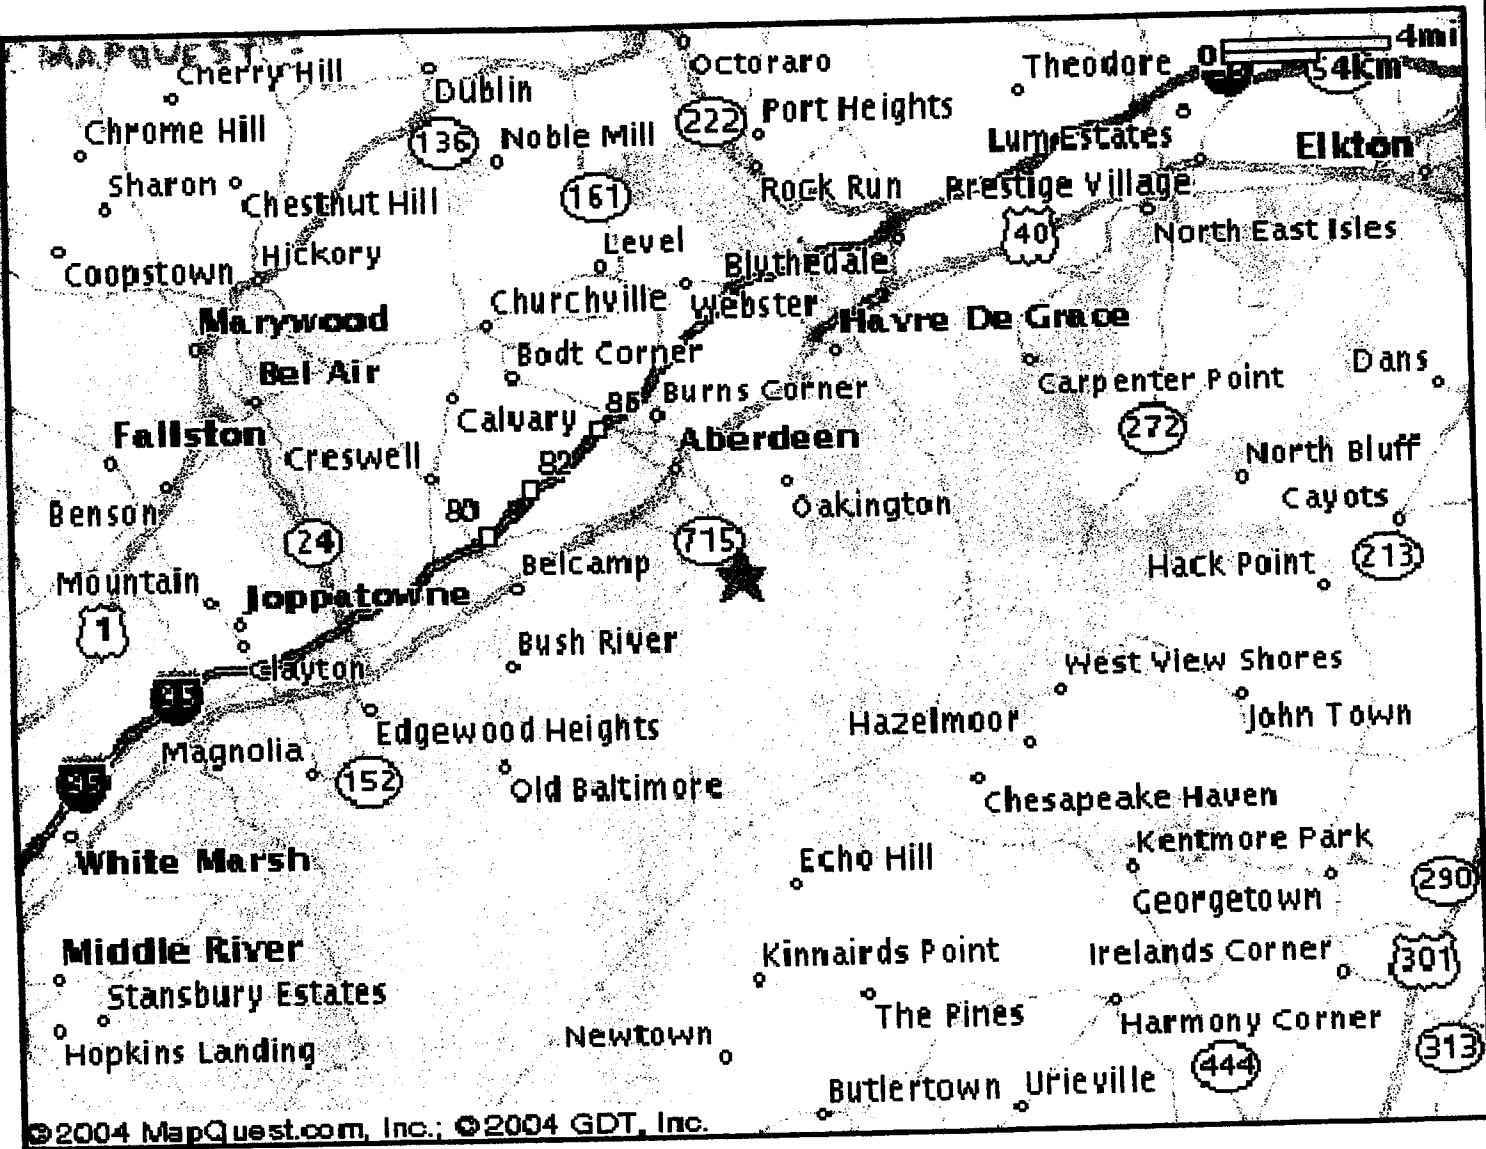 MAPQUEST
0 4mi
54km
Cherry Hill
Octoraro
Theodore
Dublin
Chrome Hill
136
Noble Mill
222
Port Heights
Lum Estates
Elkton
Sharon
Chestnut Hill
161
Rock Run
Prestige Village
Coopstown
Hickory
Level
Blythedale
40
North East Isles
Marywood
Churchville
Webster
Havre De Grace
Bel Air
Bodt Corner
Dans
Carpenter Point
Fallston
Calvary
85
Burns Corner
272
Creswell
82
Aberdeen
North Bluff
Benson
80
Oakington
Cayots
24
715
213
Mountain
Joppatowne
Belcamp
Hack Point
1
Bush River
Clayton
West View Shores
95
Edgewood Heights
Hazelmoor
John Town
Magnolia
95
152
Old Baltimore
Chesapeake Haven
White Marsh
Echo Hill
Kentmore Park
290
Georgetown
Middle River
Kinnairds Point
Irelands Corner
301
Stansbury Estates
The Pines
Harmony Corner
Hopkins Landing
Newtown
444
313
Butlertown
Urieville
©2004 MapQuest.com, Inc.; ©2004 GDT, Inc.